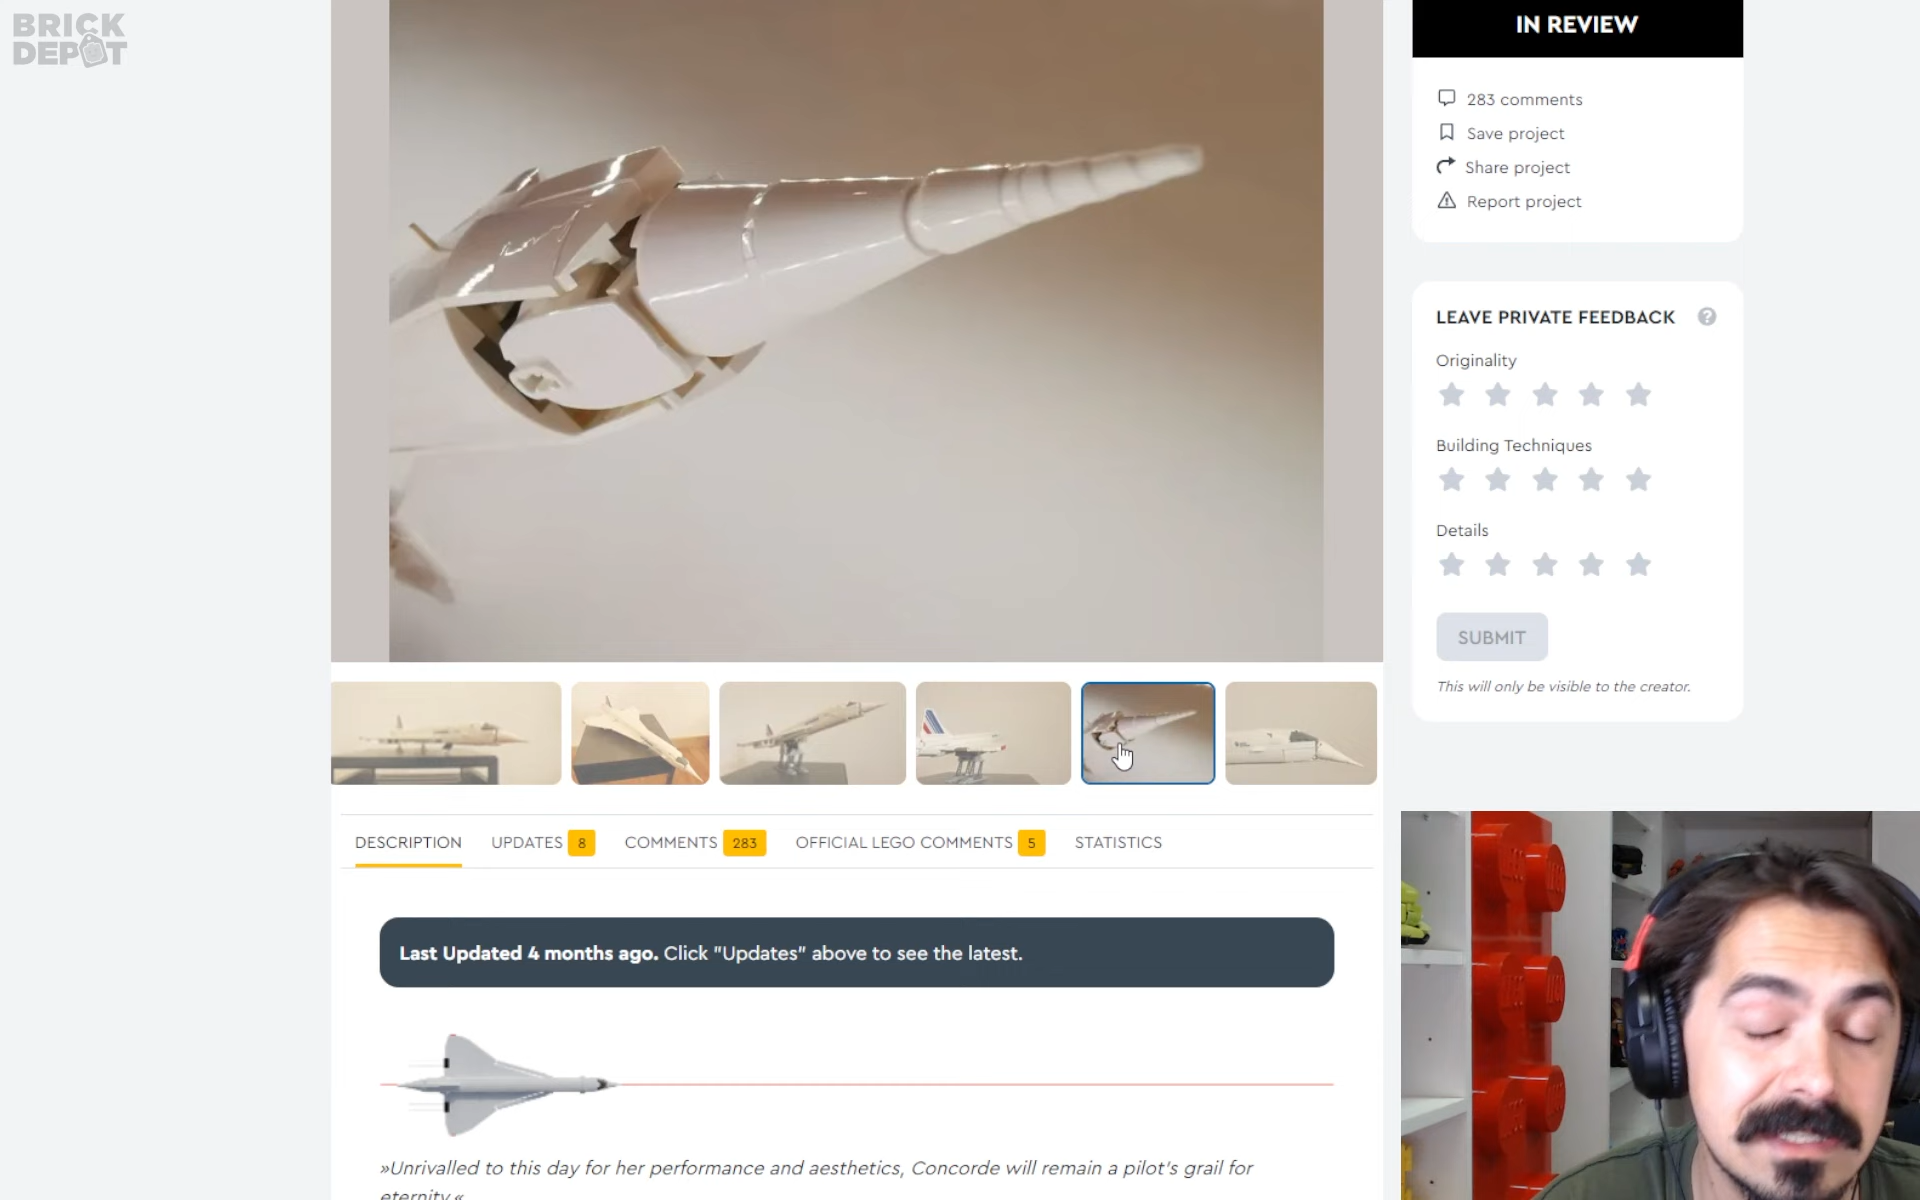 BRICK
DEPOT
IN REVIEW
283 comments
Save project
Share project
Report project
LEAVE PRIVATE FEEDBACK ?
Originality
Building Techniques
Details
SUBMIT
This will only be visible to the creator.
DESCRIPTION UPDATES 8 COMMENTS 283 OFFICIAL LEGO COMMENTS 5 STATISTICS
Last Updated 4 months ago. Click "Updates" above to see the latest.
»Unrivalled to this day for her performance and aesthetics, Concorde will remain a pilot's grail for
eternity.«